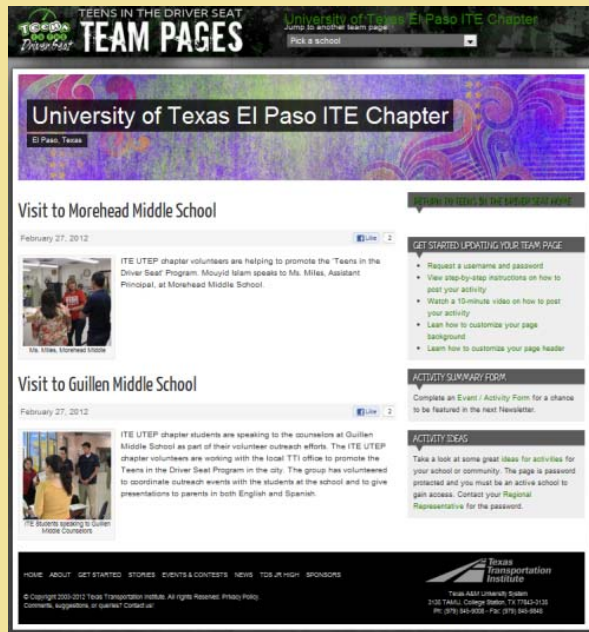 TEENS IN THE DRIVER SEAT
TEAM PAGES
University of Texas El Paso ITE Chapter
Jump to another team page
Pick a school
University of Texas El Paso ITE Chapter
El Paso, Texas
Visit to Morehead Middle School
February 27, 2012
Like 2
ITE UTEP chapter volunteers are helping to promote the 'Teens in the
Driver Seat' Program. Mouyid Islam speaks to Ms. Miles, Assistant
Principal, at Morehead Middle School.
Ms. Miles, Morehead Middle
Visit to Guillen Middle School
February 27, 2012
Like 2
ITE UTEP chapter students are speaking to the counselors at Guillen
Middle School as part of their volunteer outreach efforts. The ITE UTEP
chapter volunteers are working with the local TTI office to promote the
Teens in the Driver Seat Program in the city. The group has volunteered
to coordinate outreach events with the students at the school and to give
presentations to parents in both English and Spanish.
ITE Students speaking to Guillen
Middle Counselors
RETURN TO TEENS IN THE DRIVER SEAT HOME
GET STARTED UPDATING YOUR TEAM PAGE
Request a username and password
View step-by-step instructions on how to
post your activity
Watch a 10-minute video on how to post
your activity
Lean how to customize your page
background
Learn how to customize your page header
ACTIVITY SUMMARY FORM
Complete an Event / Activity Form for a chance
to be featured in the next Newsletter.
ACTIVITY IDEAS
Take a look at some great ideas for activities for
your school or community. The page is password
protected and you must be an active school to
gain access. Contact your Regional
Representative for the password.
HOME ABOUT GET STARTED STORIES EVENTS & CONTESTS NEWS TDS JR HIGH SPONSORS
© Copyright 2003-2012 Texas Transportation Institute. All rights Reserved. Privacy Policy.
Comments, suggestions, or queries? Contact us!
Texas
Transportation
Institute
Texas A&M University System
3135 TAMU, College Station, TX 77843-3135